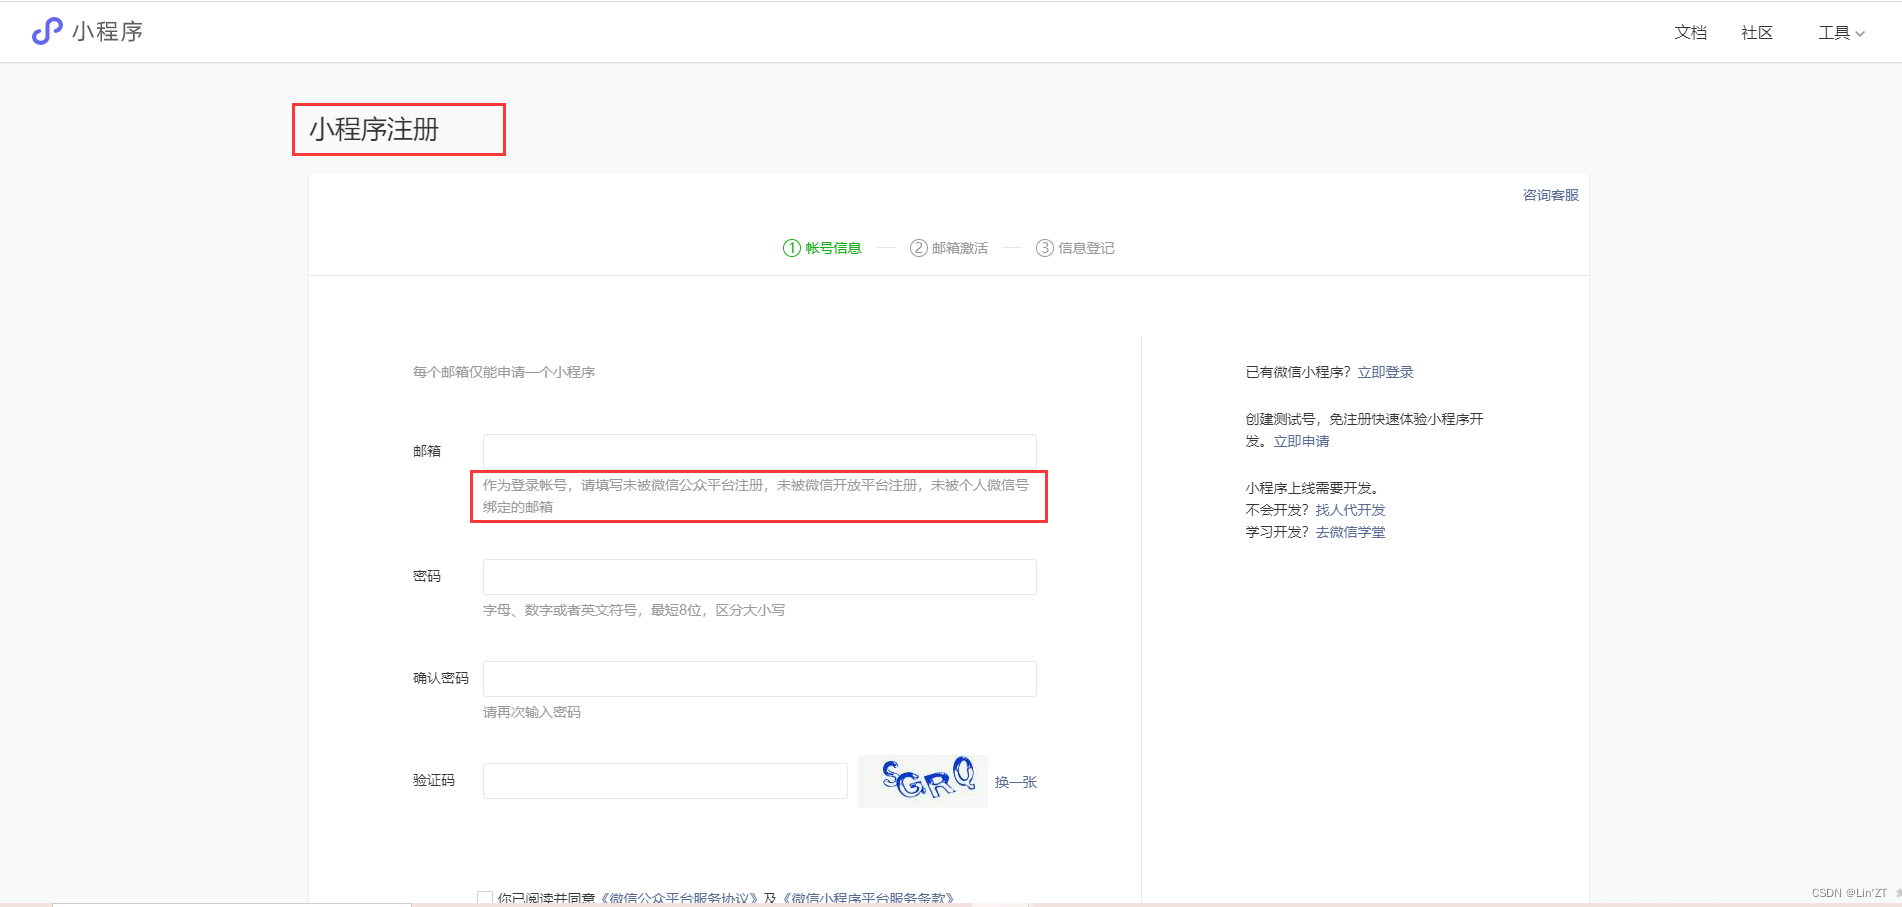 小程序
文档 社区 工具
小程序注册
咨询客服
1 帐号信息 2 邮箱激活 3 信息登记
每个邮箱仅能申请一个小程序
邮箱
作为登录帐号，请填写未被微信公众平台注册，未被微信开放平台注册，未被个人微信号
绑定的邮箱
密码
字母、数字或者英文符号，最短8位，区分大小写
确认密码
请再次输入密码
验证码 SGRQ 换一张
你已阅读并同意《微信公众平台服务协议》及《微信小程序平台服务条款》
已有微信小程序？立即登录
创建测试号，免注册快速体验小程序开
发。立即申请
小程序上线需要开发。
不会开发？找人代开发
学习开发？去微信学堂
CSDN @Lin'ZT